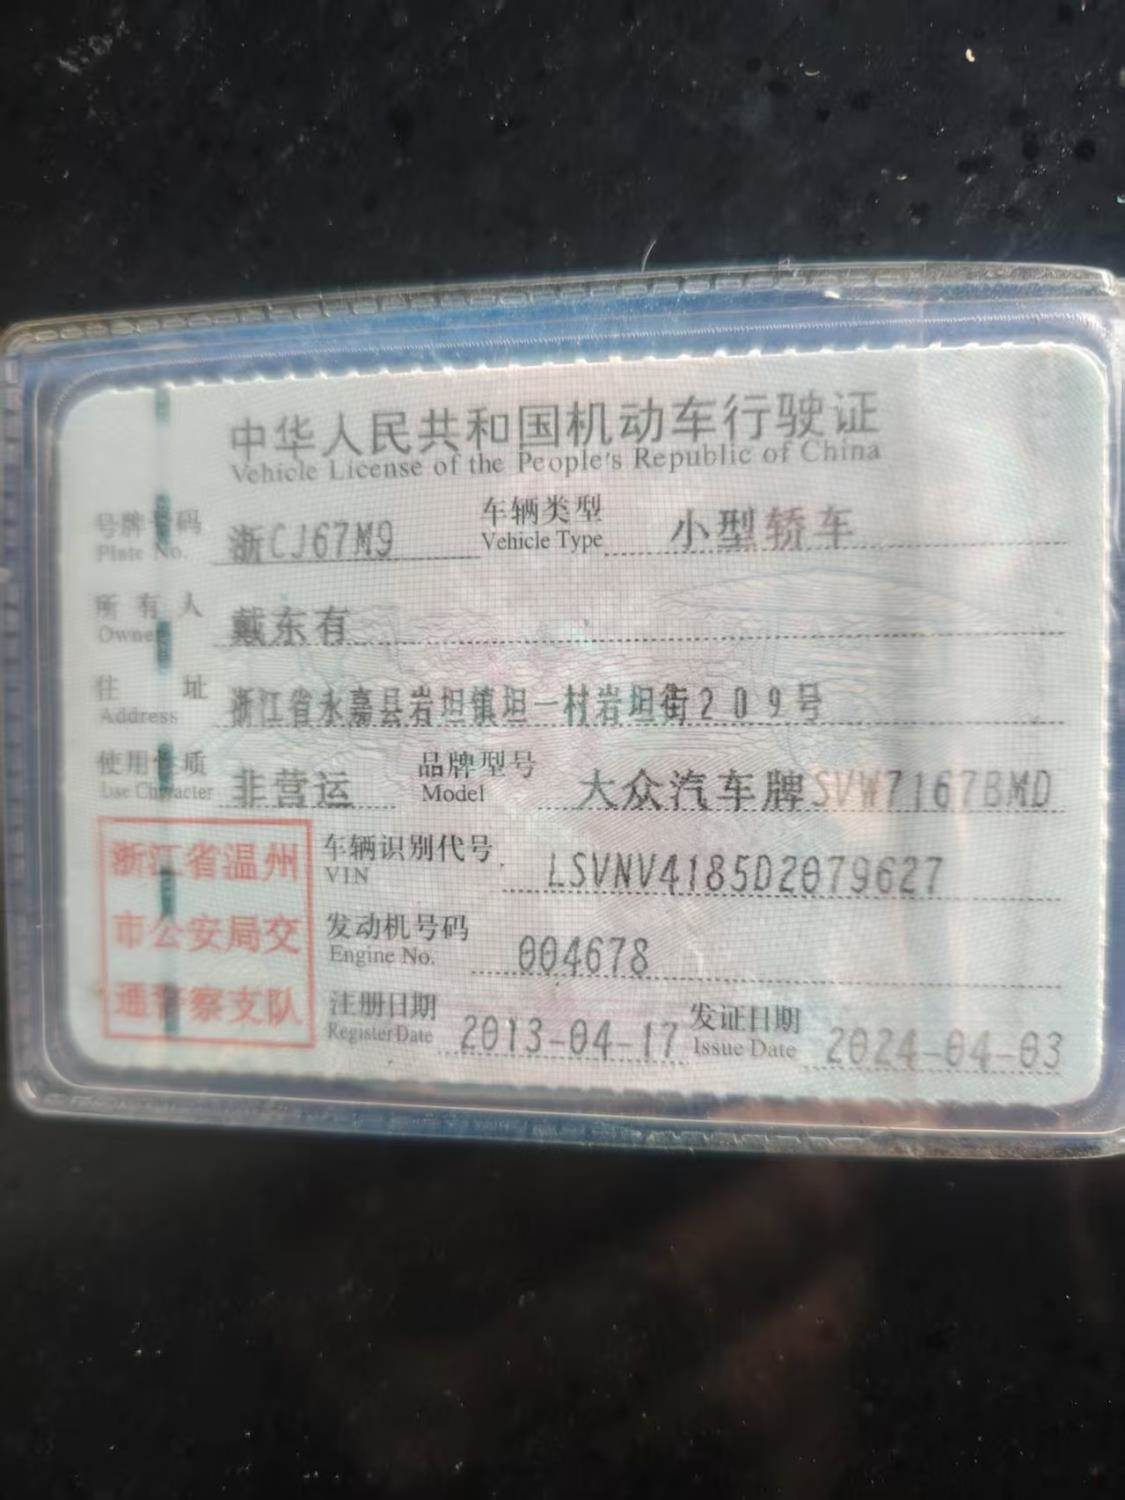 中华人民共和国机动车行驶证
Vehicle License of the People's Republic of China
号牌号码 浙CJ67M9 车辆类型 小型轿车
Plate No. Vehicle Type
所有人 戴东有
Owner
住址 浙江省永嘉县岩坦镇坦一村岩坦街209号
Address
使用性质 非营运 品牌型号 大众汽车牌SVW7167BMD
Use Character Model
浙江省温州
市公安局交
通警察支队
车辆识别代号 LSVNV4185D2079627
VIN
发动机号码 004678
Engine No.
注册日期 2013-04-17 发证日期 2024-04-03
Register Date Issue Date